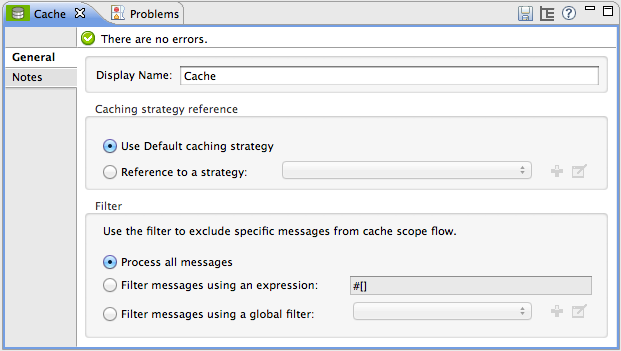 Cache Problems
There are no errors.
General
Notes
Display Name: Cache
Caching strategy reference
Use Default caching strategy
Reference to a strategy:
Filter
Use the filter to exclude specific messages from cache scope flow.
Process all messages
Filter messages using an expression: #[]
Filter messages using a global filter: